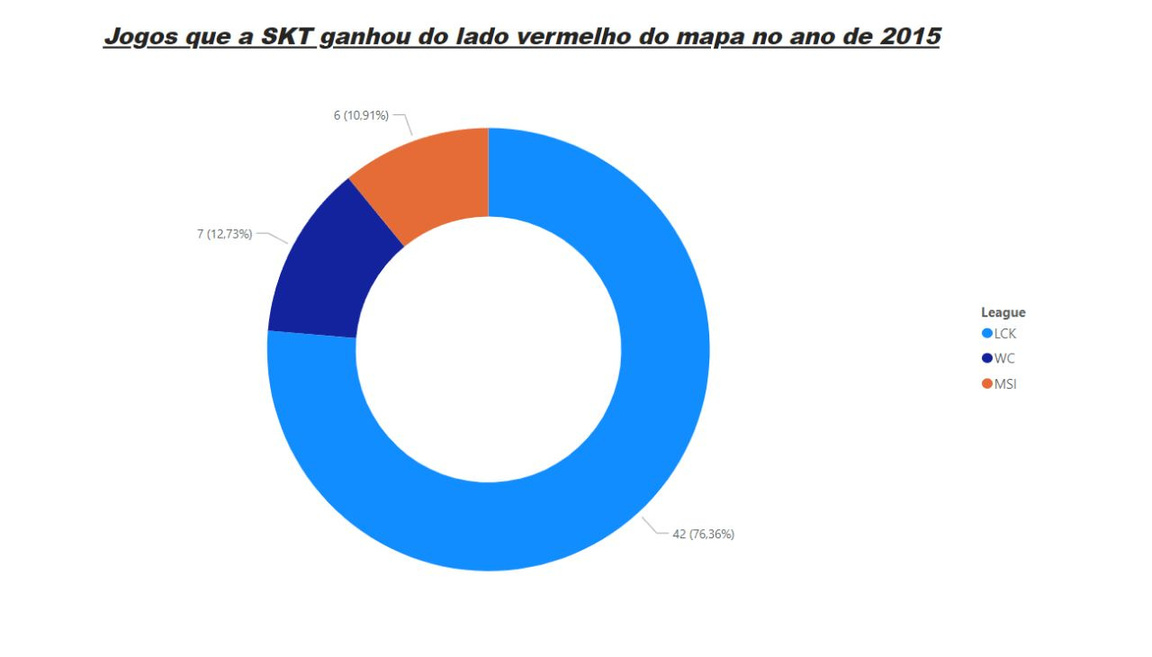 Jogos que a SKT ganhou do lado vermelho do mapa no ano de 2015
6 (10,91%)
7 (12,73%)
42 (76,36%)
League
LCK
WC
MSI